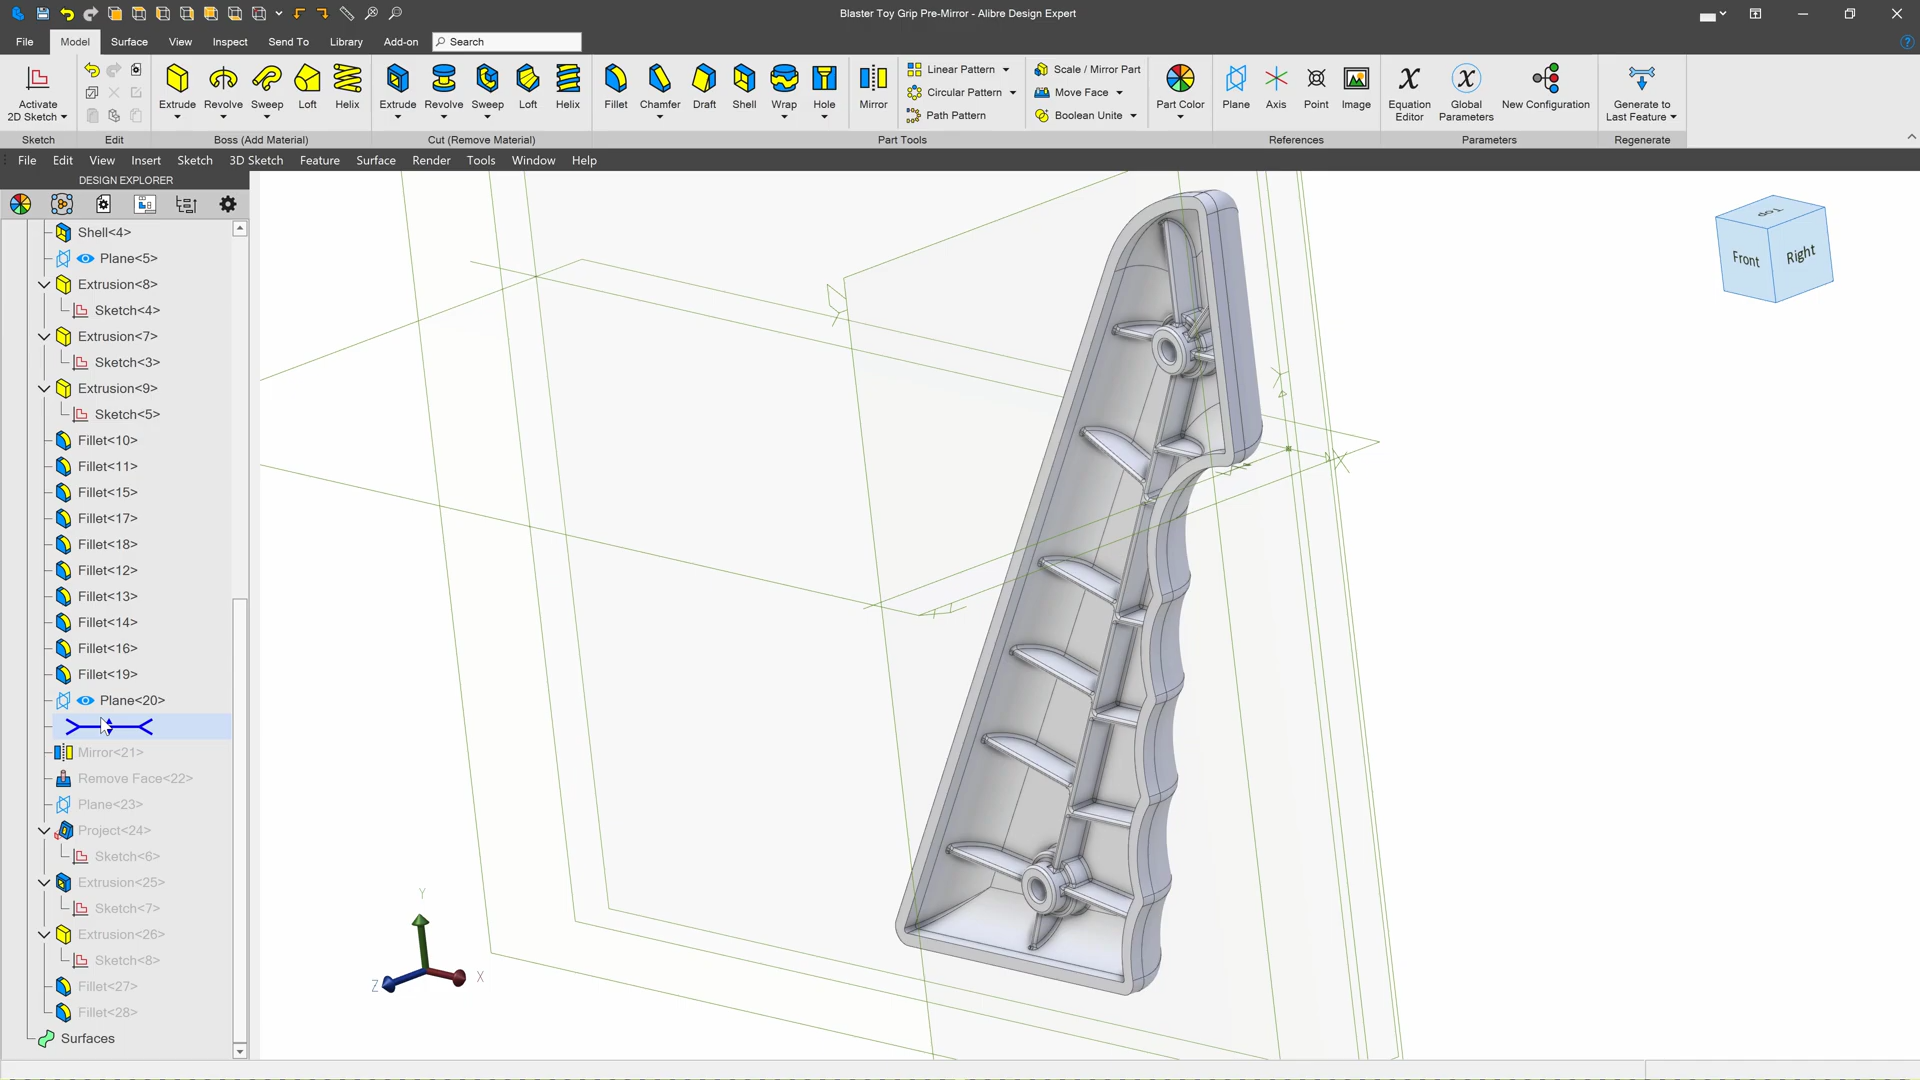 Blaster Toy Grip Pre-Mirror - Alibre Design Expert
File Model Surface View Inspect Send To Library Add-on Search
Activate 2D Sketch
Extrude Revolve Sweep Loft Helix
Extrude Revolve Sweep Loft Helix
Fillet Chamfer Draft Shell Wrap Hole Mirror
Linear Pattern
Circular Pattern
Path Pattern
Scale / Mirror Part
Move Face
Boolean Unite
Part Color
Plane Axis Point Image
Equation Editor
Global Parameters
New Configuration
Generate to Last Feature
Sketch Edit Boss (Add Material) Cut (Remove Material) Part Tools References Parameters Regenerate
File Edit View Insert Sketch 3D Sketch Feature Surface Render Tools Window Help
DESIGN EXPLORER
Shell<4>
Plane<5>
Extrusion<8>
Sketch<4>
Extrusion<7>
Sketch<3>
Extrusion<9>
Sketch<5>
Fillet<10>
Fillet<11>
Fillet<15>
Fillet<17>
Fillet<18>
Fillet<12>
Fillet<13>
Fillet<14>
Fillet<16>
Fillet<19>
Plane<20>
Mirror<21>
Remove Face<22>
Plane<23>
Project<24>
Sketch<6>
Extrusion<25>
Sketch<7>
Extrusion<26>
Sketch<8>
Fillet<27>
Fillet<28>
Surfaces
Top
Front Right
Y
Z X